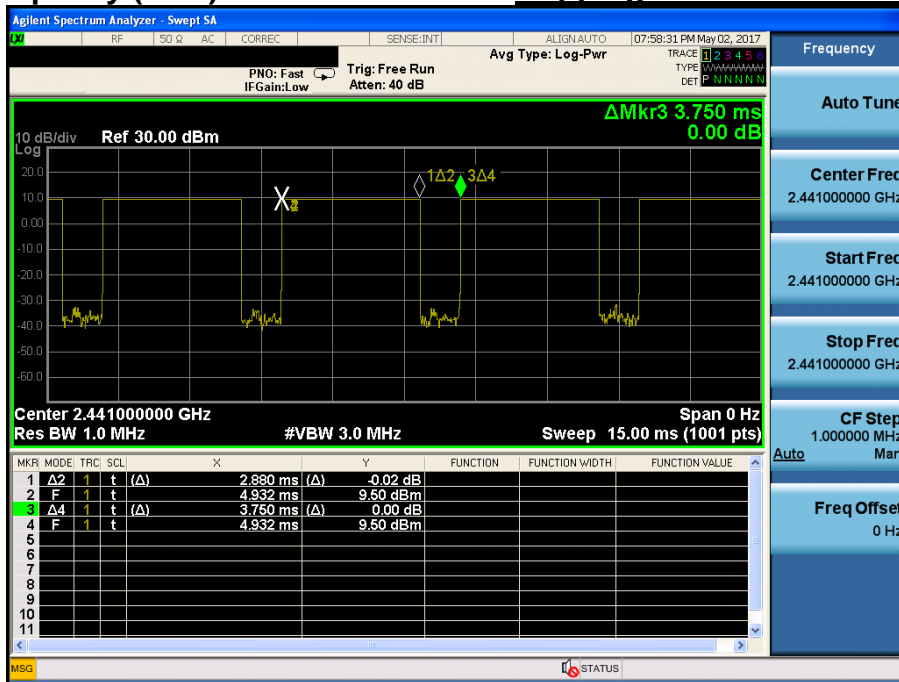 Agilent Spectrum Analyzer - Swept SA
LXI RF 50 Ω AC CORREC SENSE:INT ALIGN AUTO 07:58:31 PM May 02, 2017
Avg Type: Log-Pwr TRACE 1 2 3 4 5 6
PNO: Fast Trig: Free Run TYPE WWWWWW
IFGain:Low Atten: 40 dB DET P N N N N N
Frequency
Auto Tune
ΔMkr3 3.750 ms
10 dB/div Ref 30.00 dBm 0.00 dB
Log
20.0
10.0
0.00
-10.0
-20.0
-30.0
-40.0
-50.0
-60.0
1Δ2 3Δ4
Center Freq
2.441000000 GHz
Start Freq
2.441000000 GHz
Stop Freq
2.441000000 GHz
Center 2.441000000 GHz Span 0 Hz
Res BW 1.0 MHz #VBW 3.0 MHz Sweep 15.00 ms (1001 pts)
CF Step
1.000000 MHz
Auto Man
Freq Offset
0 Hz
MKR MODE TRC SCL X Y FUNCTION FUNCTION WIDTH FUNCTION VALUE
1 Δ2 1 t (Δ) 2.880 ms (Δ) -0.02 dB
2 F 1 t 4.932 ms 9.50 dBm
3 Δ4 1 t (Δ) 3.750 ms (Δ) 0.00 dB
4 F 1 t 4.932 ms 9.50 dBm
5
6
7
8
9
10
11
MSG STATUS